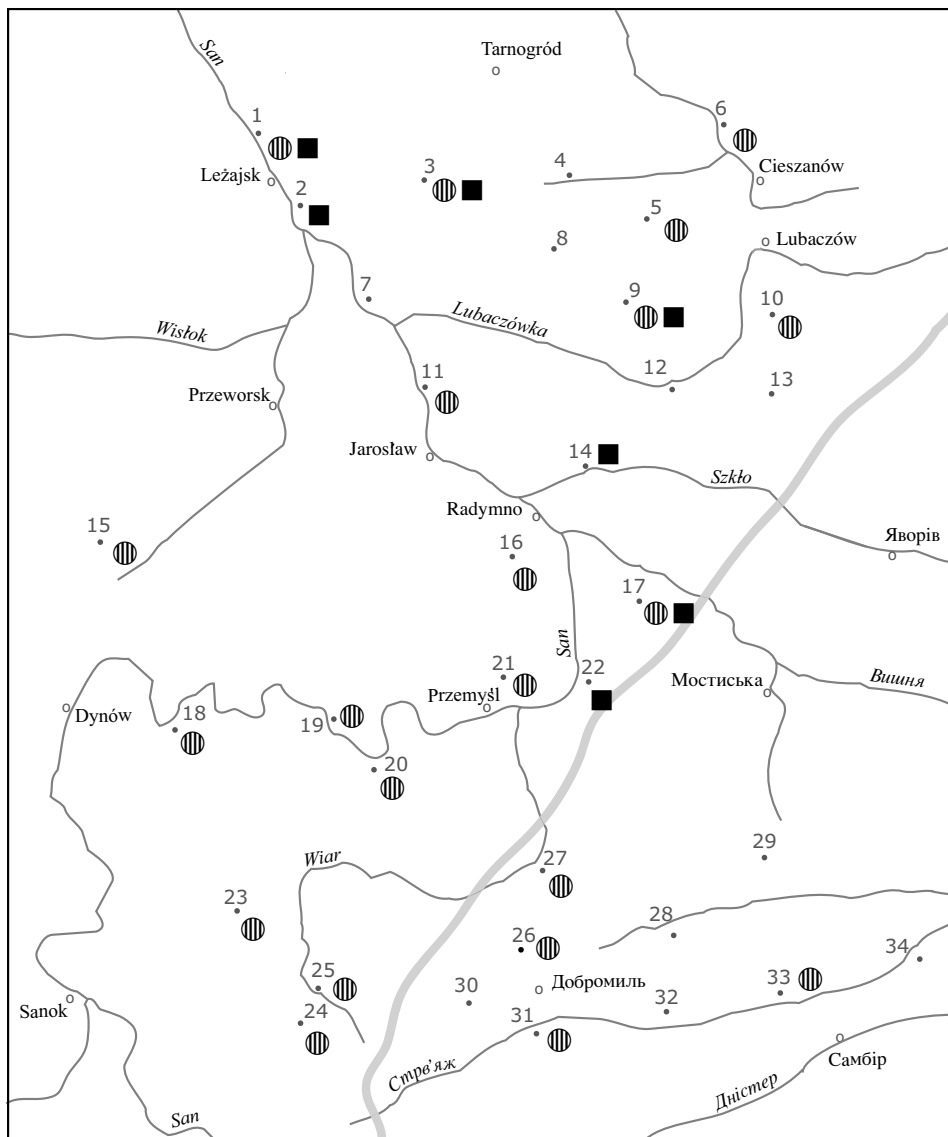 San
Tarnogród
1
6
Leżajsk
2
3
4
Cieszanów
5
8
Lubaczów
7
9
10
Wisłok
Lubaczówka
11
12
13
Przeworsk
Jarosław
14
Szkło
Radymno
15
16
Яворів
17
San
21
22
Мостиська
Вишня
Dynów
18
Przemyśl
19
20
29
Wiar
27
23
28
26
34
25
33
Добромиль
Sanok
30
32
24
31
Самбір
Стрв'яж
Дністер
San